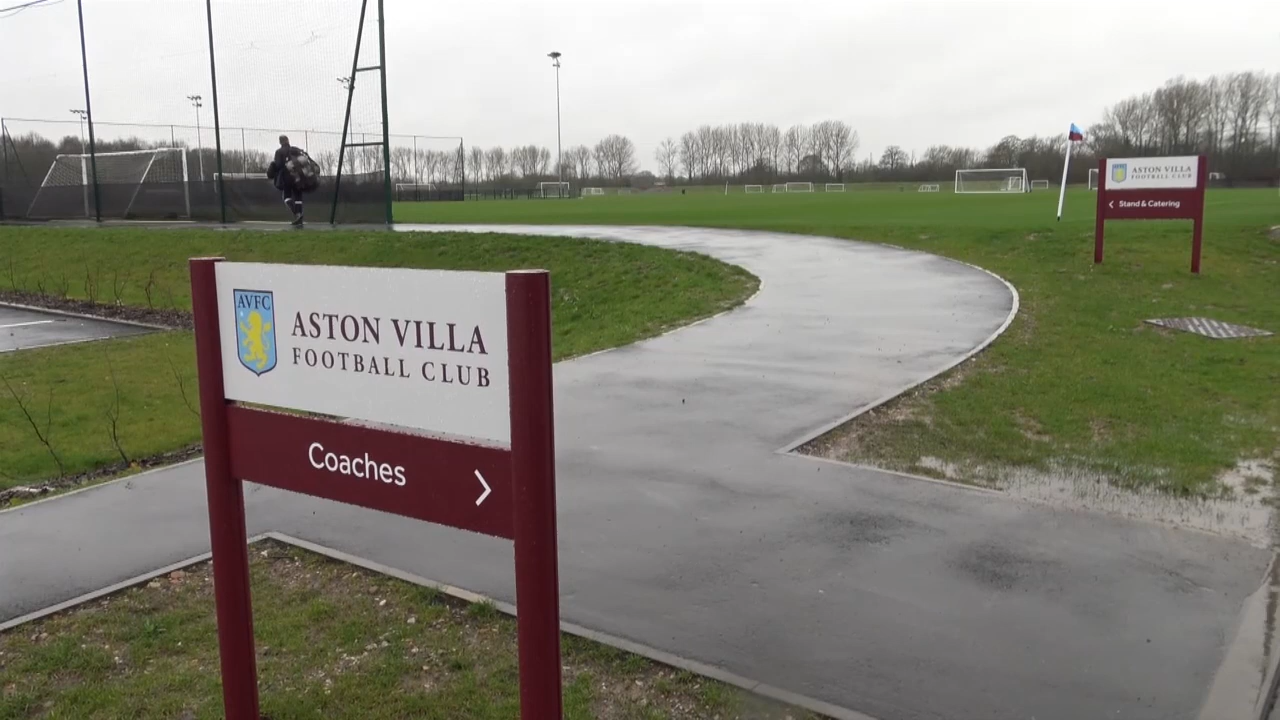 AVFC
ASTON VILLA
FOOTBALL CLUB
Coaches
ASTON VILLA
FOOTBALL CLUB
Stand & Catering